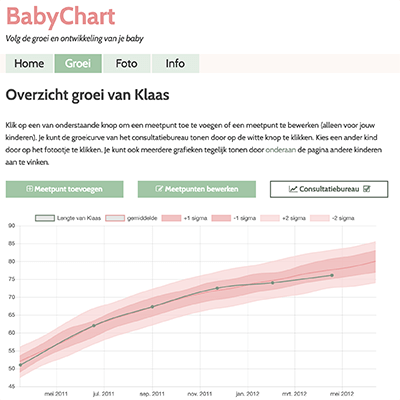 BabyChart
Volg de groei en ontwikkeling van je baby
Home Groei Foto Info
Overzicht groei van Klaas
Klik op een van onderstaande knop om een meetpunt toe te voegen of een meetpunt te bewerken (alleen voor jouw
kinderen). Je kunt de groeicurve van het consultatiebureau tonen door op de witte knop te klikken. Kies een ander kind
door op het fotootje te klikken. Je kunt ook meerdere grafieken tegelijk tonen door onderaan de pagina andere kinderen
aan te vinken.
Meetpunt toevoegen Meetpunten bewerken Consultatiebureau
Lengte van Klaas gemiddelde +1 sigma -1 sigma +2 sigma -2 sigma
90
85
80
75
70
65
60
55
50
45
mei 2011 jul. 2011 sep. 2011 nov. 2011 jan. 2012 mrt. 2012 mei 2012